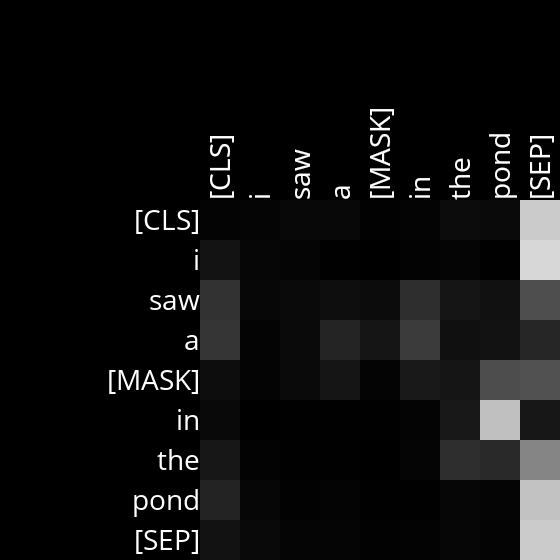 [CLS] i saw a [MASK] in the pond [SEP]
[CLS]
i
saw
a
[MASK]
in
the
pond
[SEP]